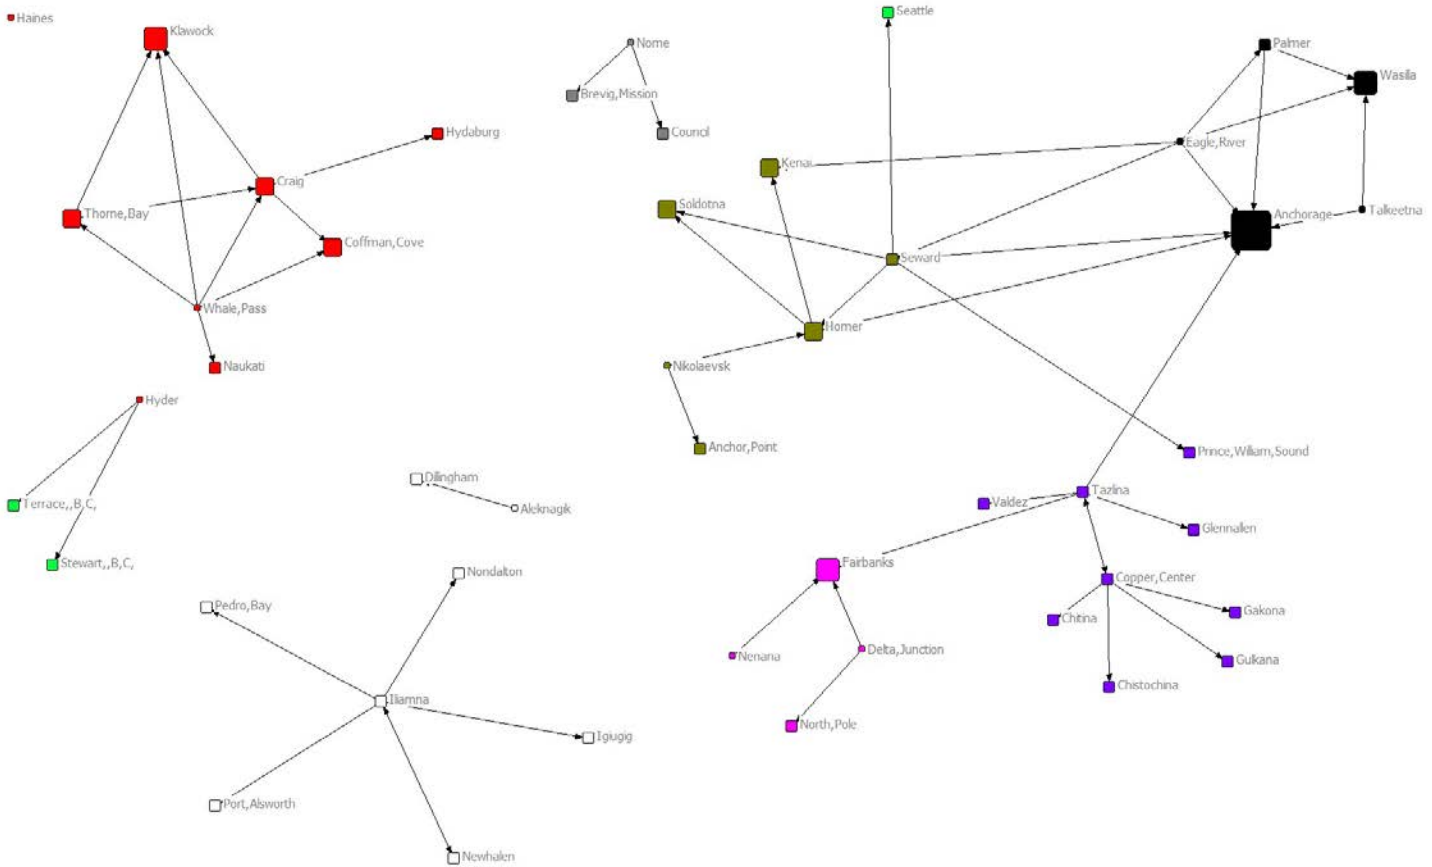 Haines
Klawock
Nome
Seattle
Palmer
Wasilla
Brevig,Mission
Hydaburg
Council
Eagle,River
Kenai
Craig
Soldotna
Thorne,Bay
Anchorage
Talkeetna
Coffman,Cove
Seward
Whale,Pass
Homer
Naukati
Nikolaevsk
Hyder
Anchor,Point
Prince,William,Sound
Dillingham
Tazlina
Terrace,,B,C,
Valdez
Aleknagik
Glennallen
Stewart,,B,C,
Fairbanks
Nondalton
Copper,Center
Pedro,Bay
Gakona
Chitina
Nenana
Delta,Junction
Gulkana
Chistochina
Iliamna
North,Pole
Igiugig
Port,Alsworth
Newhalen